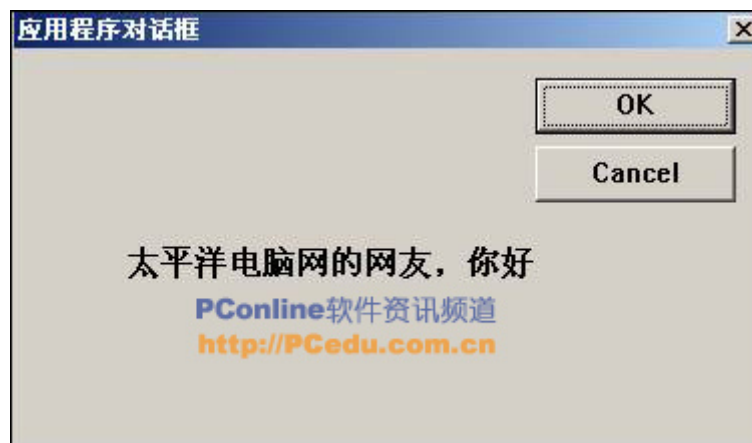 应用程序对话框
OK
Cancel
太平洋电脑网的网友，你好
PConline软件资讯频道
http://PCedu.com.cn